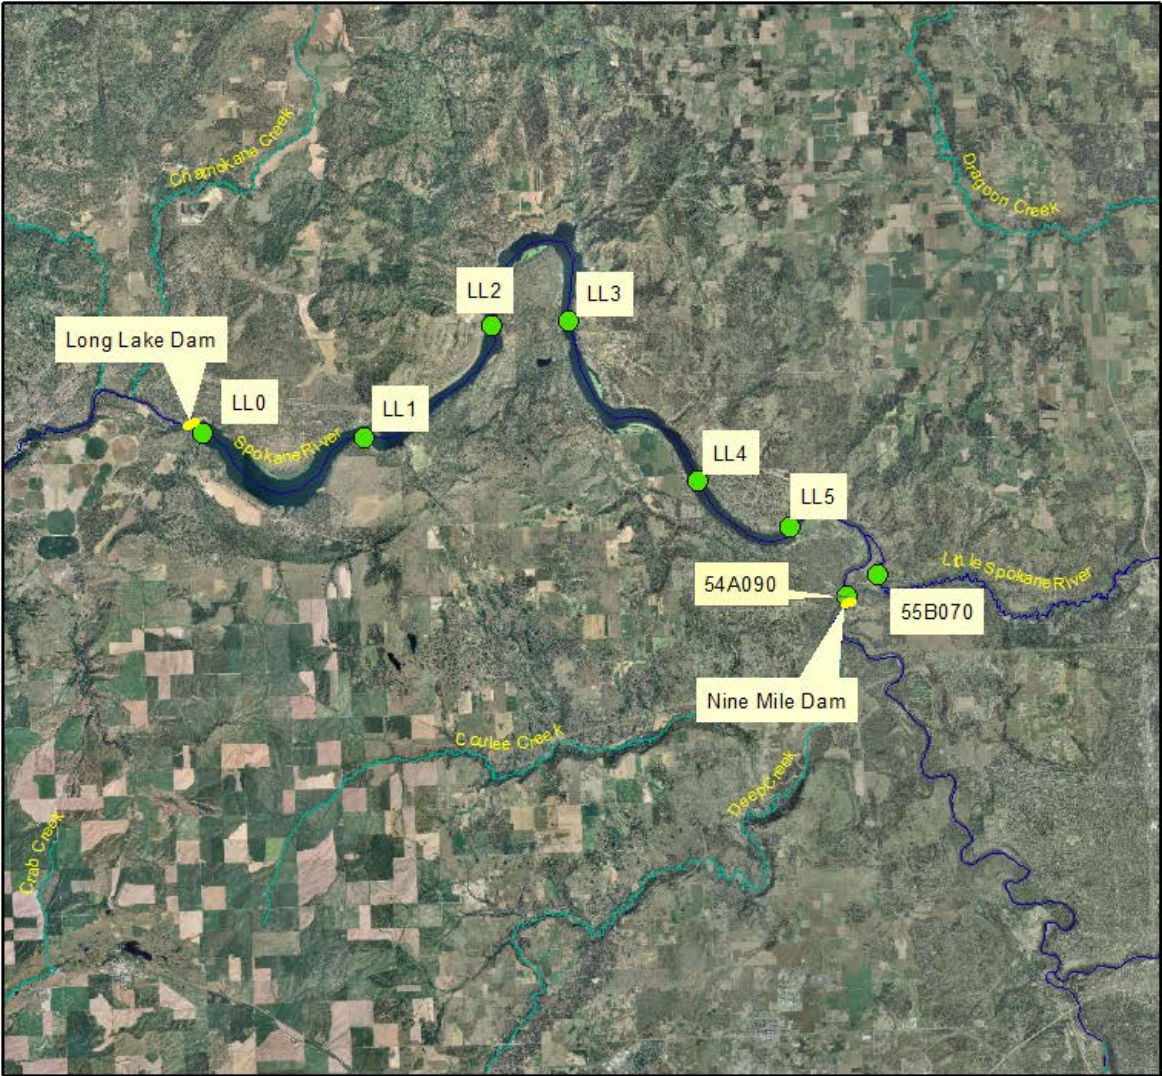 Chamokane Creek
Dragoon Creek
LL2
LL3
Long Lake Dam
LL0
LL1
Spokane River
LL4
LL5
54A090
Little Spokane River
55B070
Nine Mile Dam
Coulee Creek
Deep Creek
Crab Creek